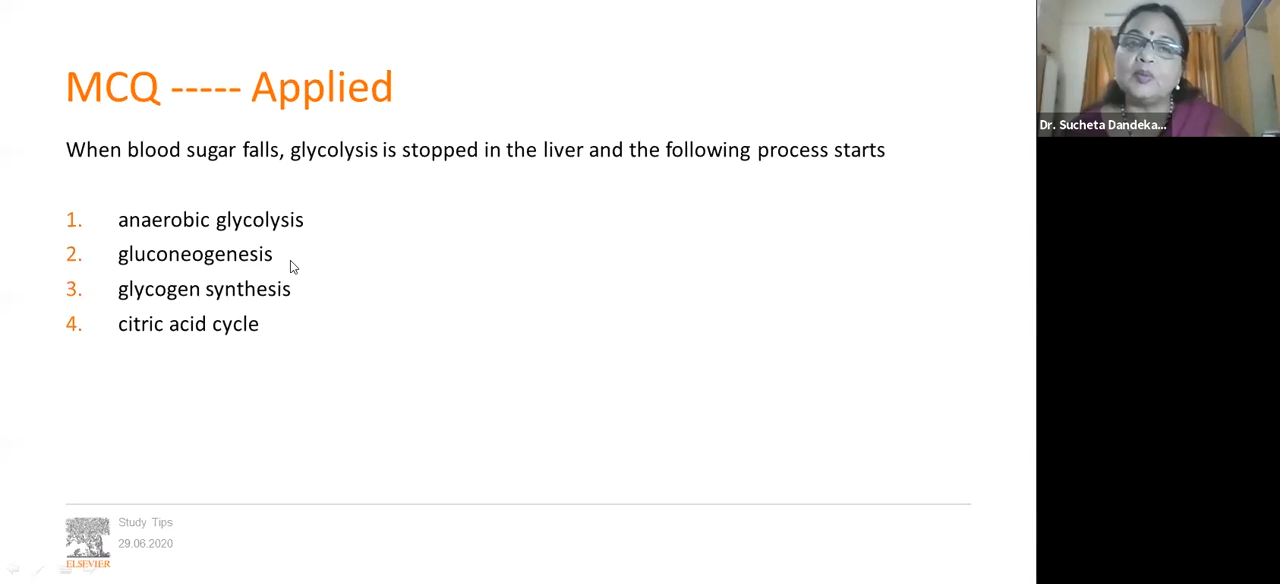 MCQ ----- Applied
When blood sugar falls, glycolysis is stopped in the liver and the following process starts
1. anaerobic glycolysis
2. gluconeogenesis
3. glycogen synthesis
4. citric acid cycle
Study Tips
29.06.2020
ELSEVIER
Dr. Sucheta Dandeka...